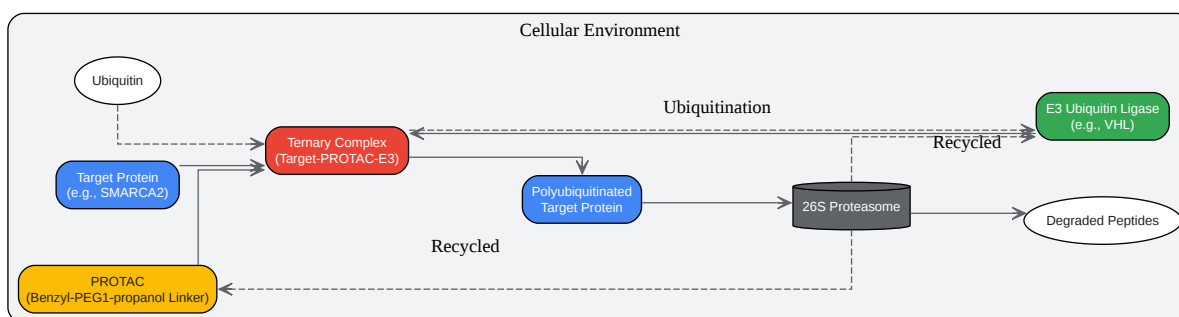 Cellular Environment
Ubiquitin
Ubiquitination
E3 Ubiquitin Ligase
(e.g., VHL)
Ternary Complex
(Target-PROTAC-E3)
Recycled
Target Protein
(e.g., SMARCA2)
Polyubiquitinated
Target Protein
26S Proteasome
Degraded Peptides
Recycled
PROTAC
(Benzyl-PEG1-propanol Linker)